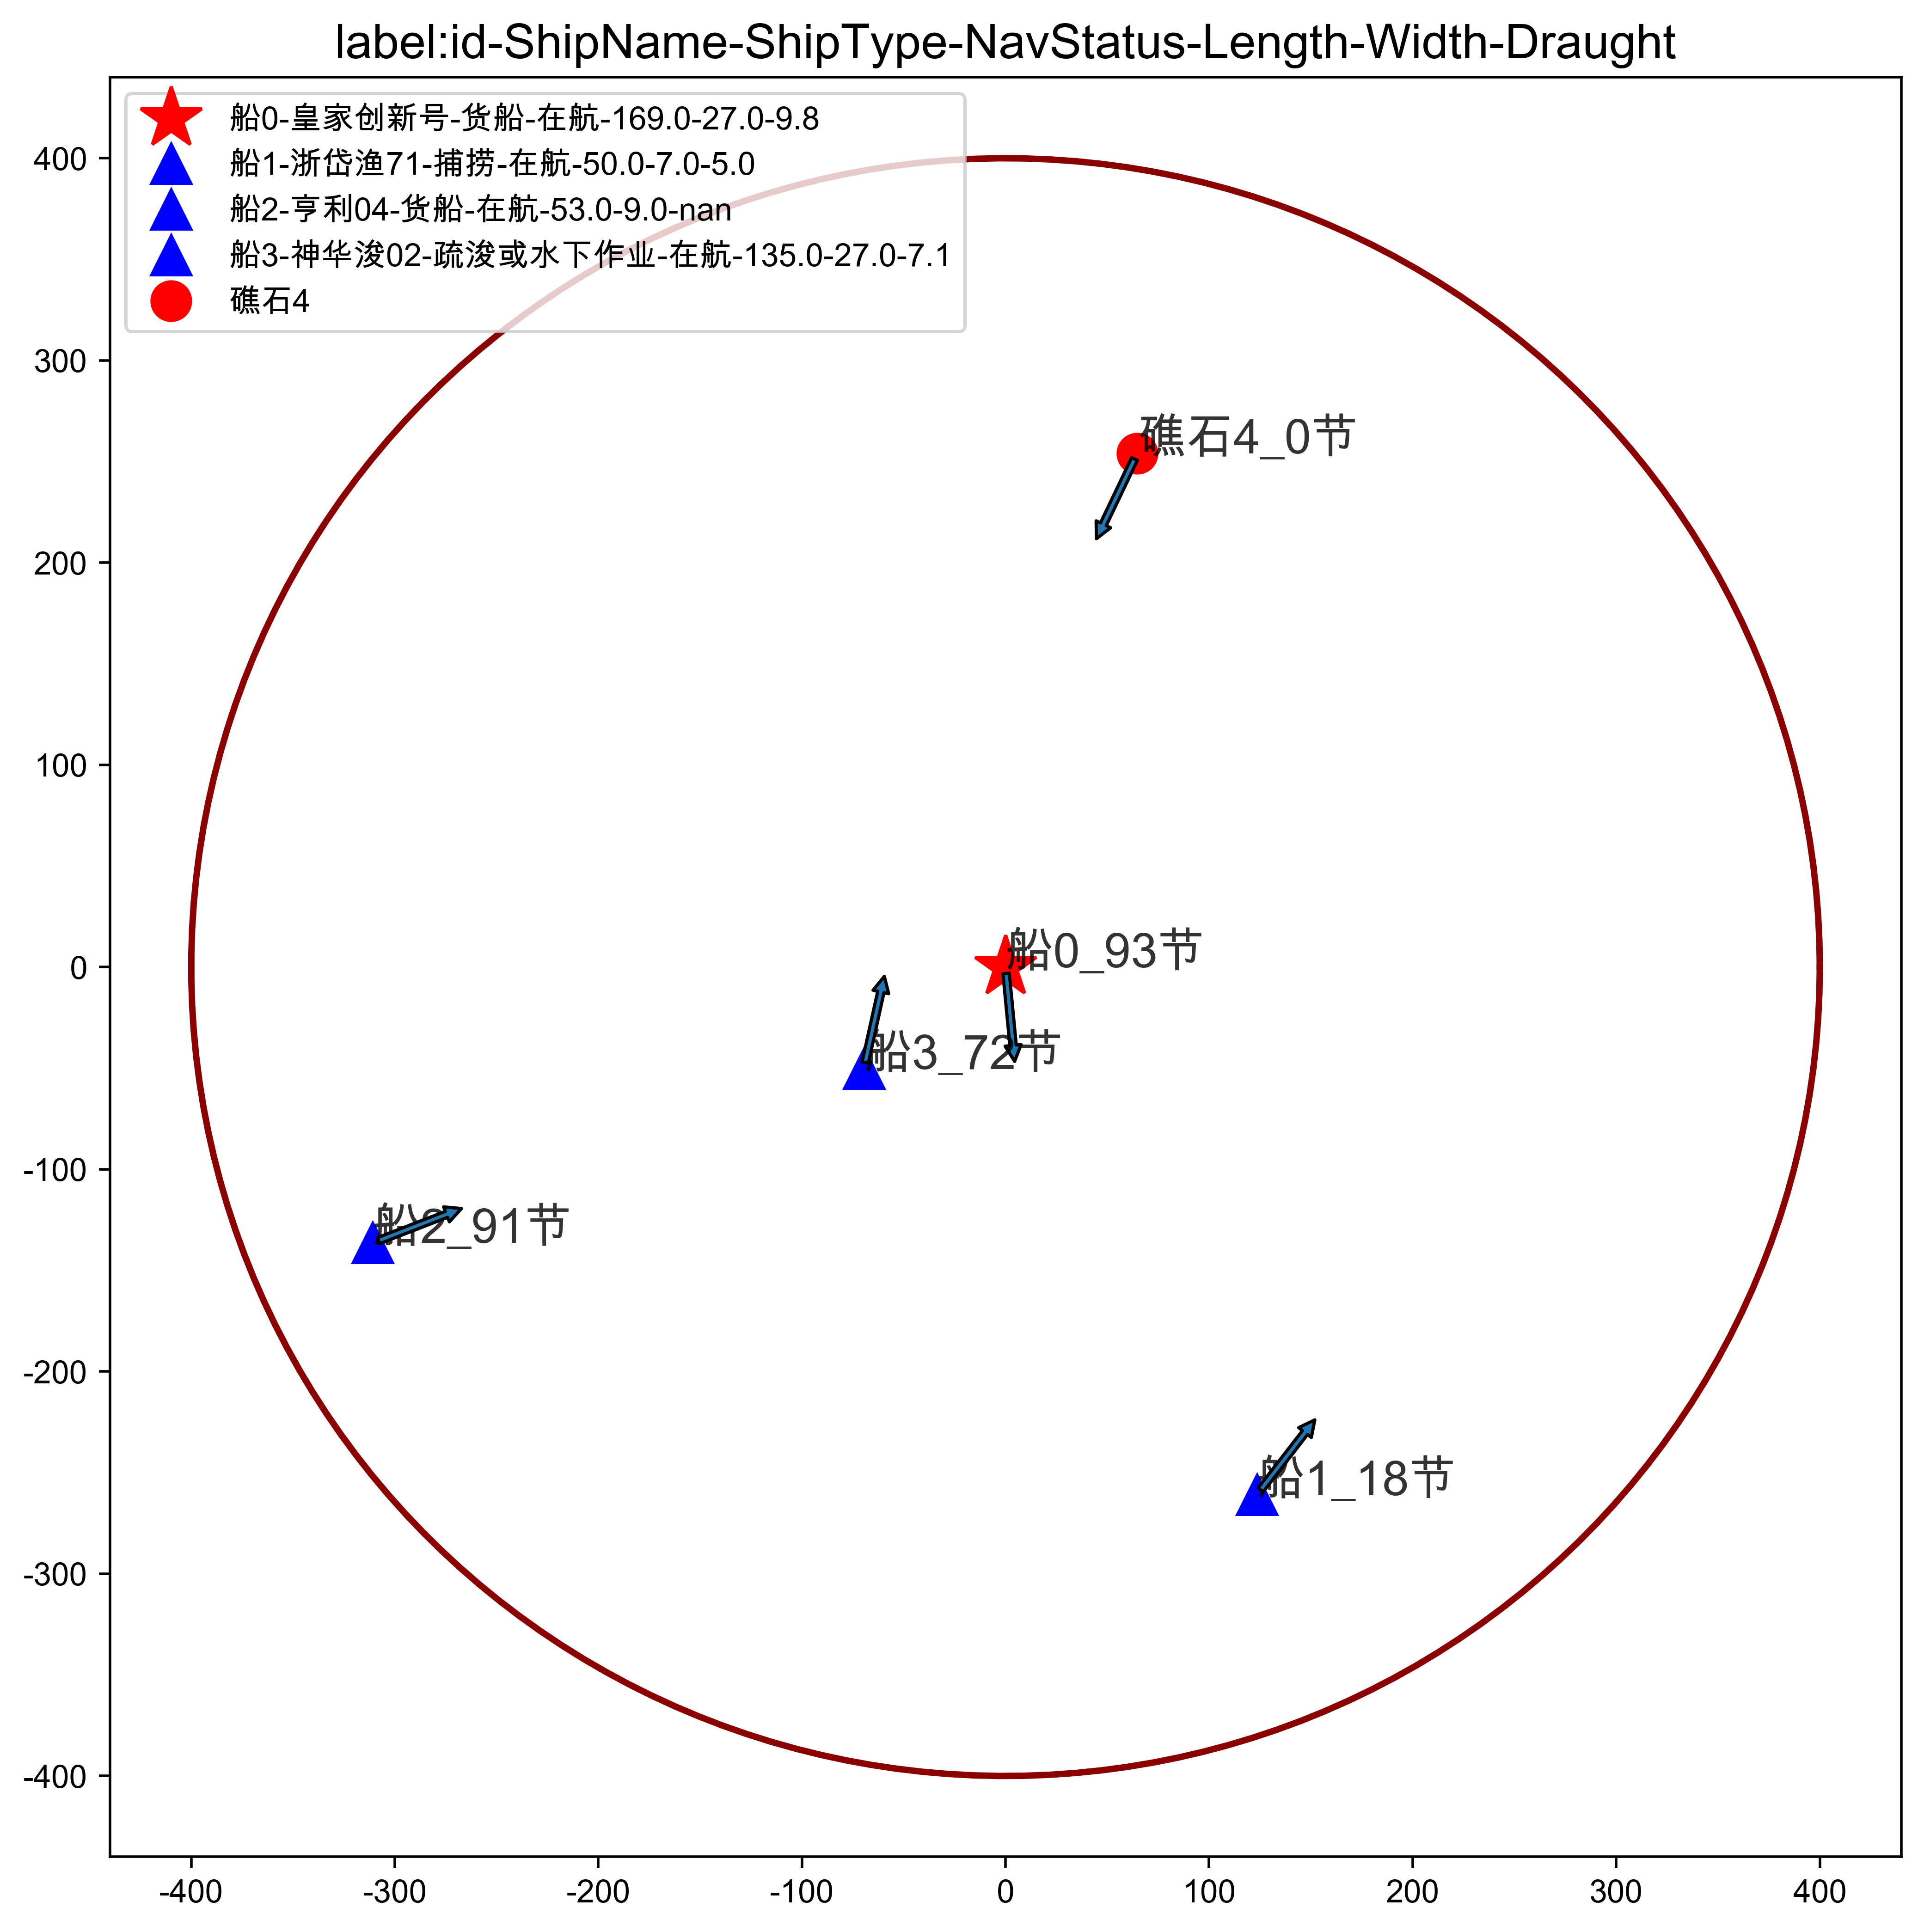 label:id-ShipName-ShipType-NavStatus-Length-Width-Draught
船0-皇家创新号-货船-在航-169.0-27.0-9.8
船1-浙岱渔71-捕捞-在航-50.0-7.0-5.0
船2-亨利04-货船-在航-53.0-9.0-nan
船3-神华浚02-疏浚或水下作业-在航-135.0-27.0-7.1
礁石4
400
300
200
100
0
-100
-200
-300
-400
礁石4_0节
船0_93节
船3_72节
船2_91节
船1_18节
-400 -300 -200 -100 0 100 200 300 400